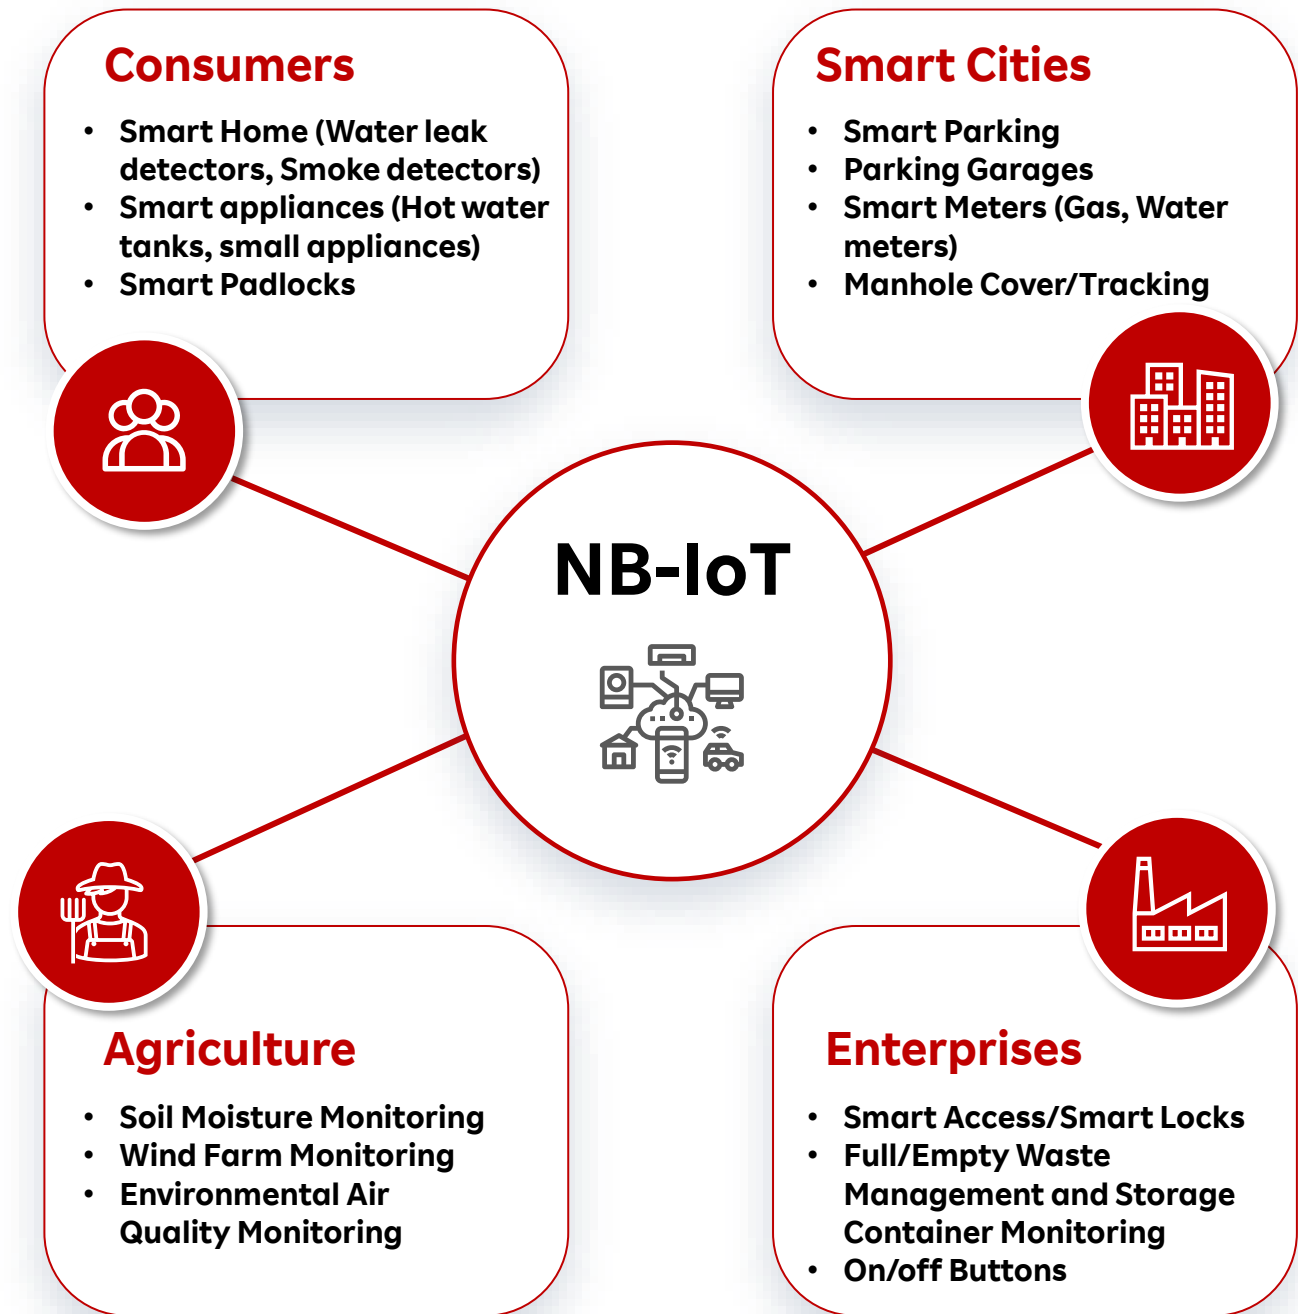 Consumers
• Smart Home (Water leak
detectors, Smoke detectors)
• Smart appliances (Hot water
tanks, small appliances)
• Smart Padlocks
Smart Cities
• Smart Parking
• Parking Garages
• Smart Meters (Gas, Water
meters)
• Manhole Cover/Tracking
NB-IoT
Agriculture
• Soil Moisture Monitoring
• Wind Farm Monitoring
• Environmental Air
Quality Monitoring
Enterprises
• Smart Access/Smart Locks
• Full/Empty Waste
Management and Storage
Container Monitoring
• On/off Buttons